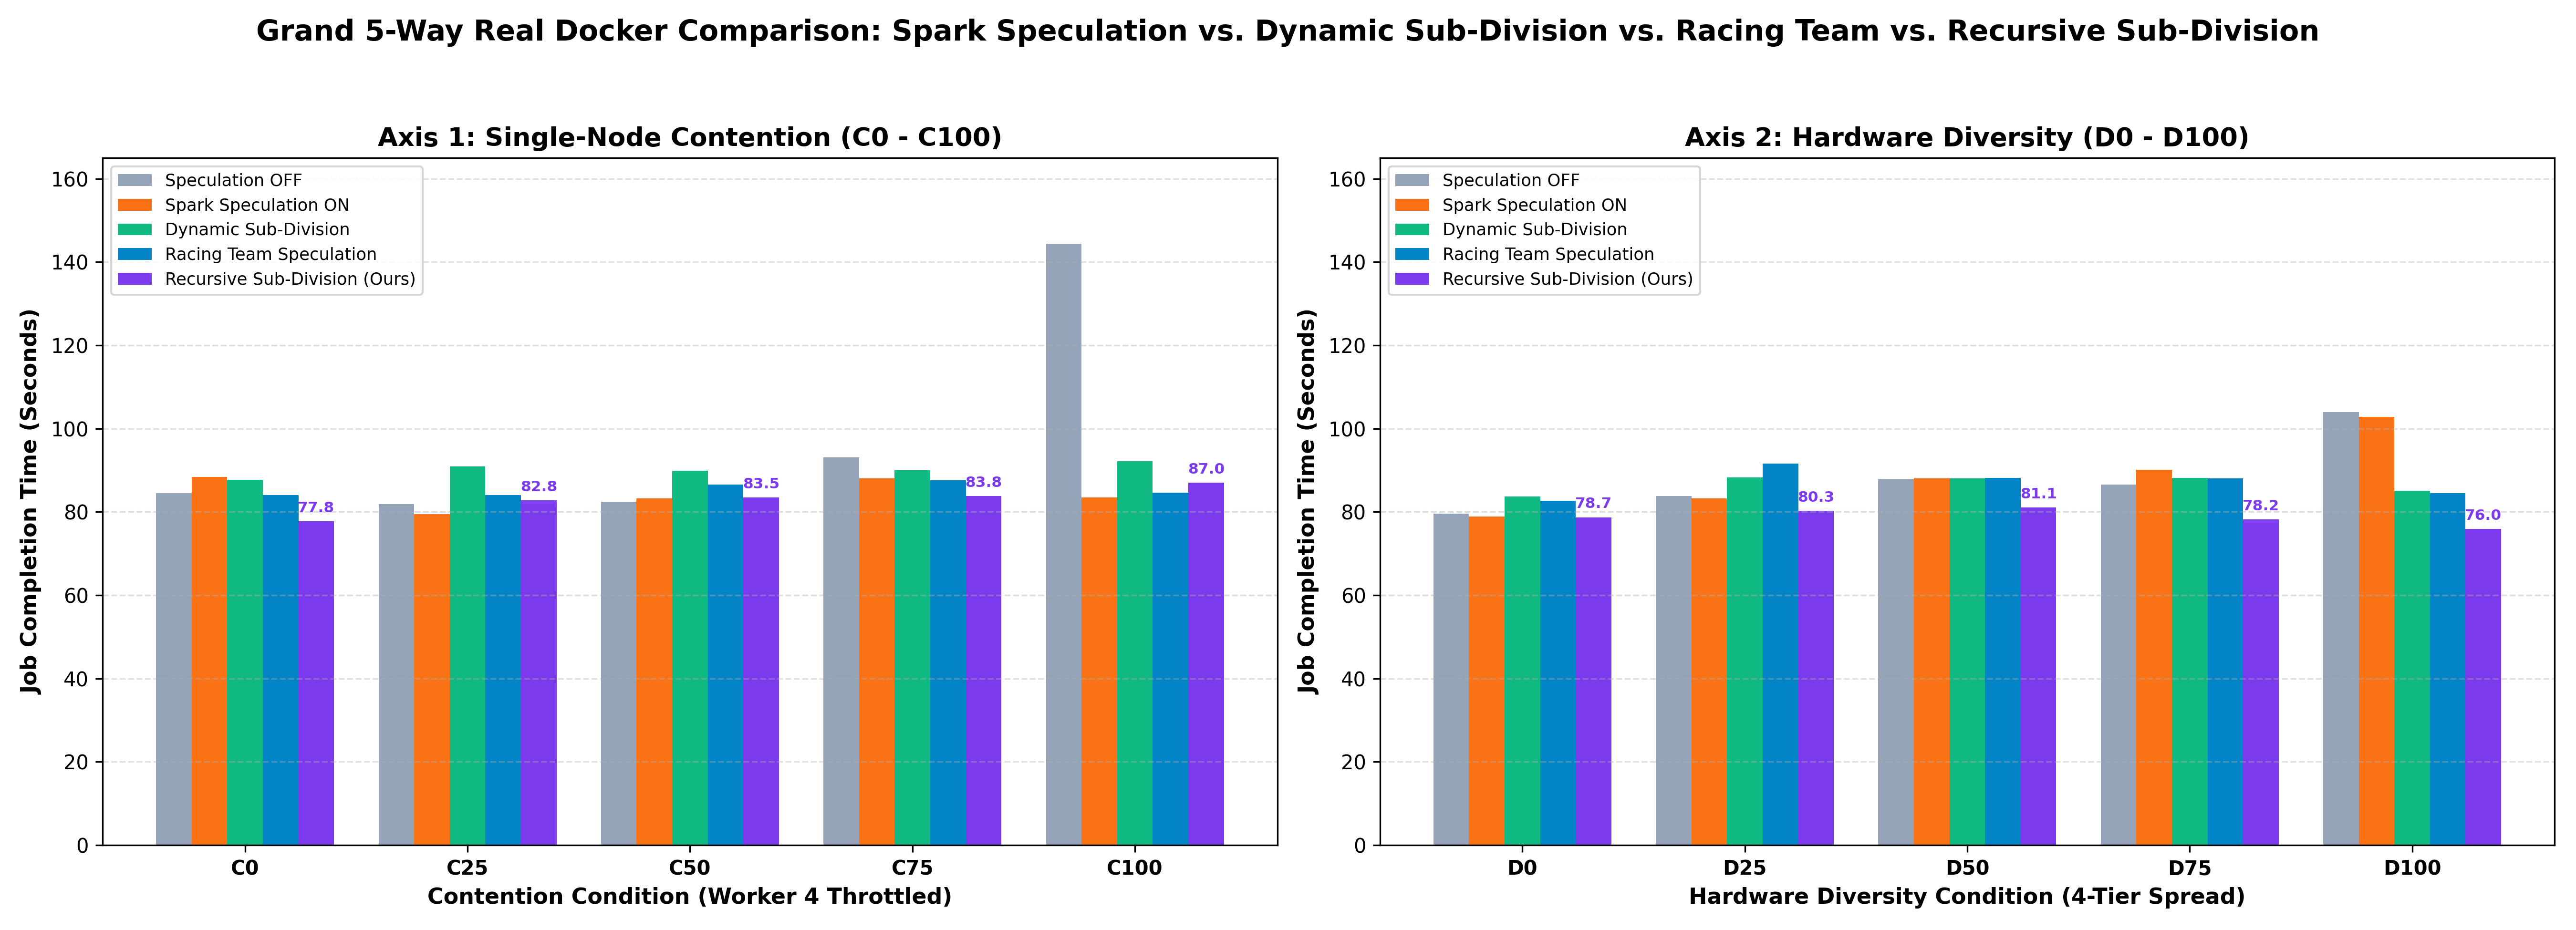 Grand 5-Way Real Docker Comparison: Spark Speculation vs. Dynamic Sub-Division vs. Racing Team vs. Recursive Sub-Division
Axis 1: Single-Node Contention (C0 - C100)
Job Completion Time (Seconds)
160
140
120
100
80
60
40
20
0
Speculation OFF
Spark Speculation ON
Dynamic Sub-Division
Racing Team Speculation
Recursive Sub-Division (Ours)
77.8
82.8
83.5
83.8
87.0
C0 C25 C50 C75 C100
Contention Condition (Worker 4 Throttled)
Axis 2: Hardware Diversity (D0 - D100)
Job Completion Time (Seconds)
160
140
120
100
80
60
40
20
0
Speculation OFF
Spark Speculation ON
Dynamic Sub-Division
Racing Team Speculation
Recursive Sub-Division (Ours)
78.7
80.3
81.1
78.2
76.0
D0 D25 D50 D75 D100
Hardware Diversity Condition (4-Tier Spread)